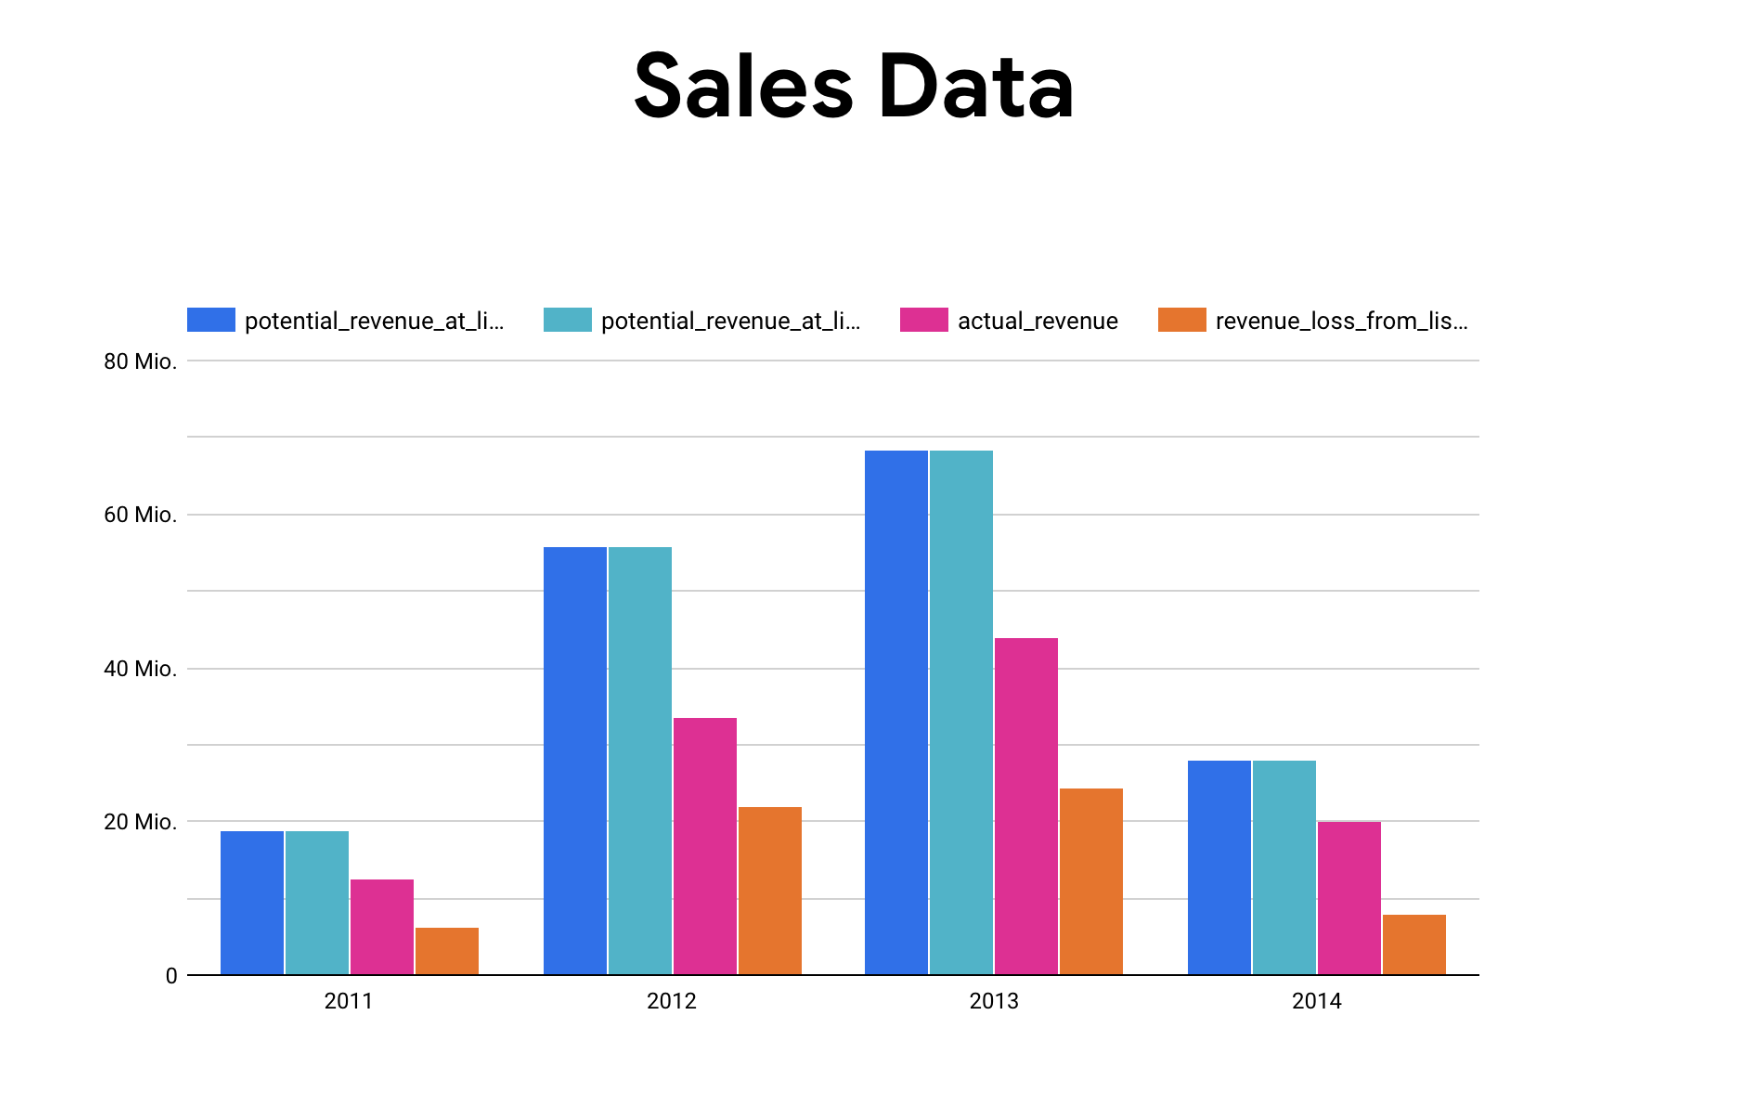 Sales Data
potential_revenue_at_li... potential_revenue_at_li... actual_revenue revenue_loss_from_lis...
80 Mio.
60 Mio.
40 Mio.
20 Mio.
0
2011 2012 2013 2014